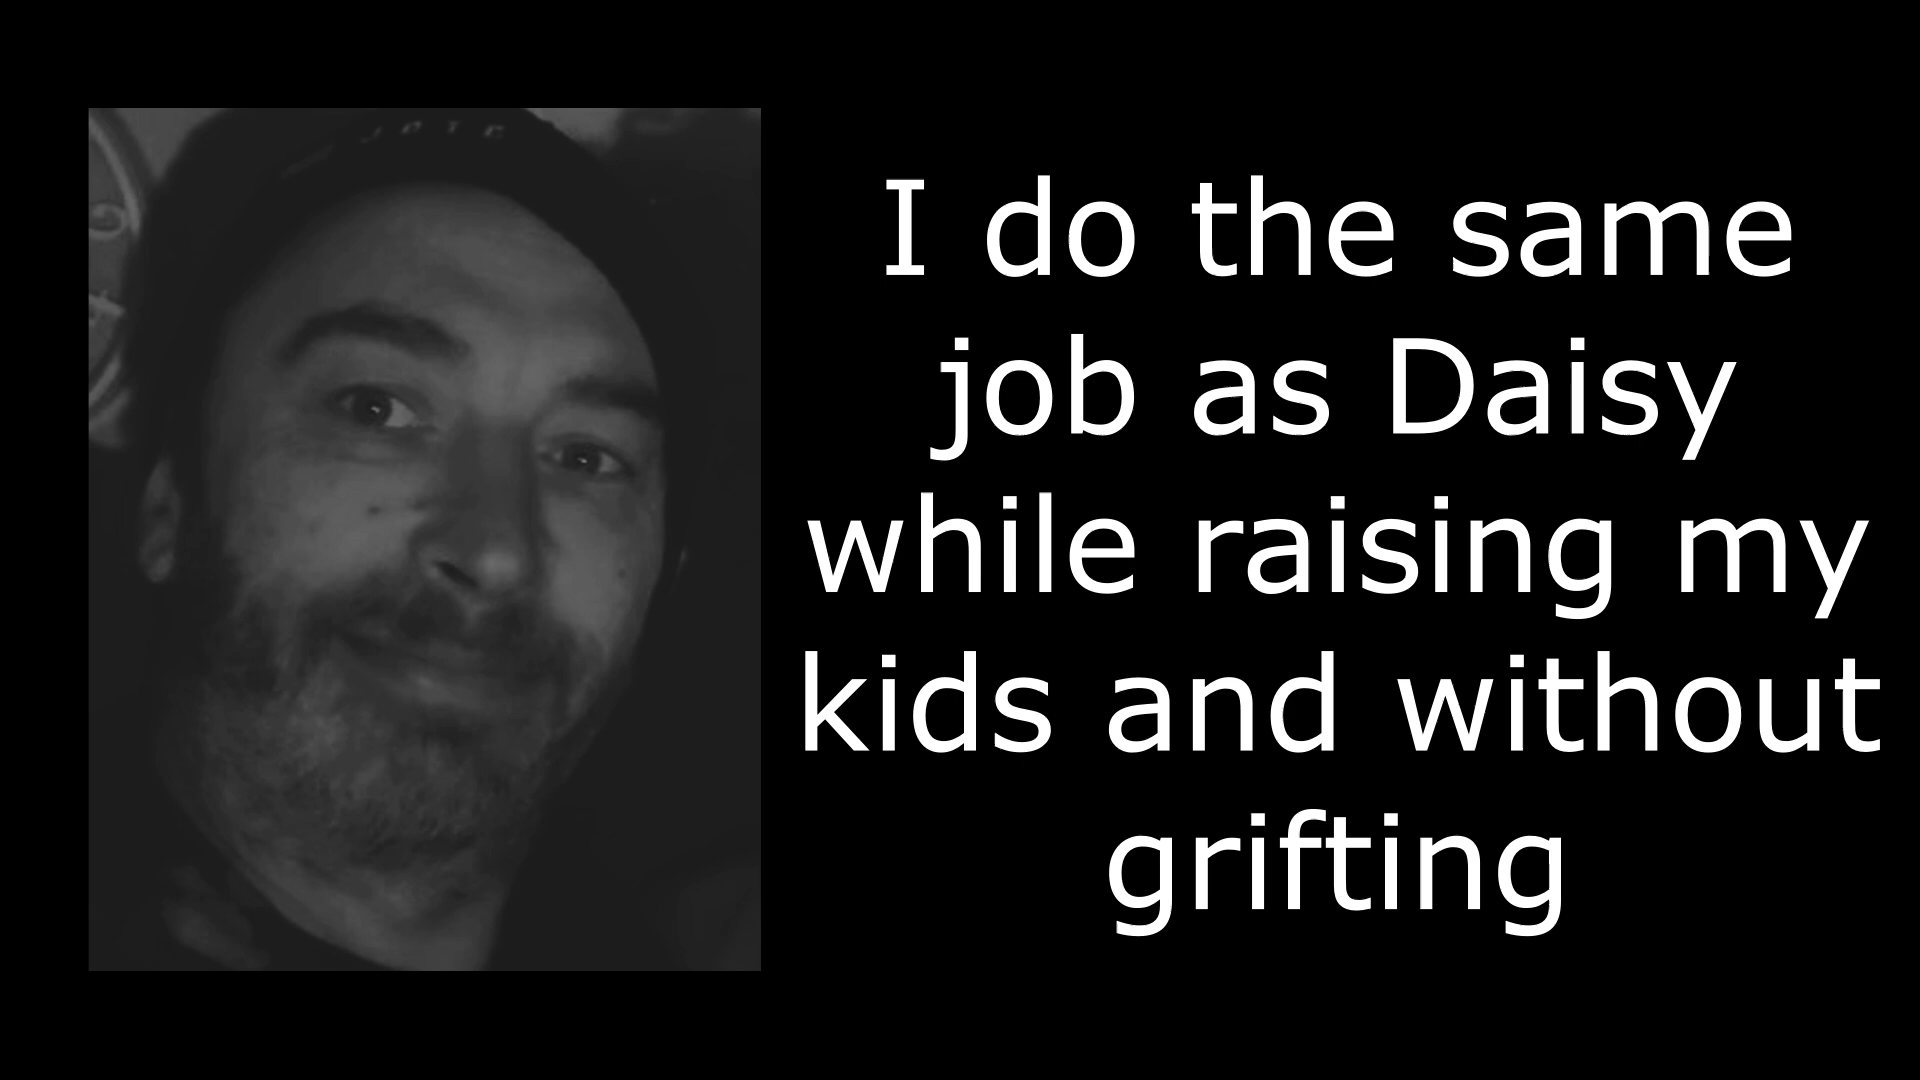 I do the same
job as Daisy
while raising my
kids and without
grifting